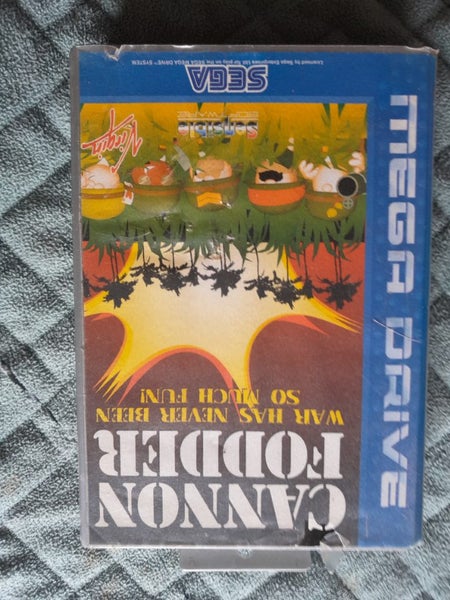 CANNON
FODDER
WAR HAS NEVER BEEN
SO MUCH FUN!
Virgin
Sensible
SOFTWARE
SEGA
Licensed by Sega Enterprises Ltd for play on the SEGA MEGA DRIVE™ SYSTEM.
MEGA DRIVE